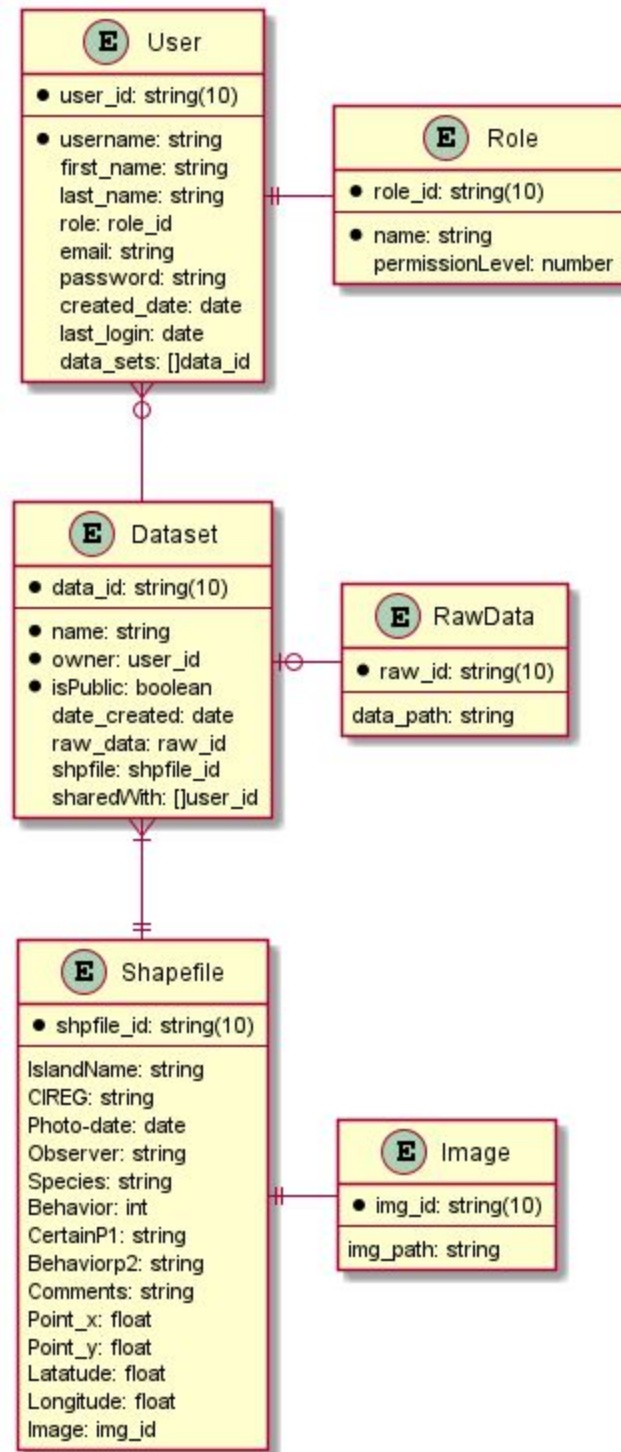 E User
● user_id: string(10)
● username: string
first_name: string
last_name: string
role: role_id
email: string
password: string
created_date: date
last_login: date
data_sets: []data_id
E Role
● role_id: string(10)
● name: string
permissionLevel: number
E Dataset
● data_id: string(10)
● name: string
● owner: user_id
● isPublic: boolean
date_created: date
raw_data: raw_id
shpfile: shpfile_id
sharedWith: []user_id
E RawData
● raw_id: string(10)
data_path: string
E Shapefile
● shpfile_id: string(10)
IslandName: string
CIREG: string
Photo-date: date
Observer: string
Species: string
Behavior: int
CertainP1: string
Behaviorp2: string
Comments: string
Point_x: float
Point_y: float
Latatude: float
Longitude: float
Image: img_id
E Image
● img_id: string(10)
img_path: string